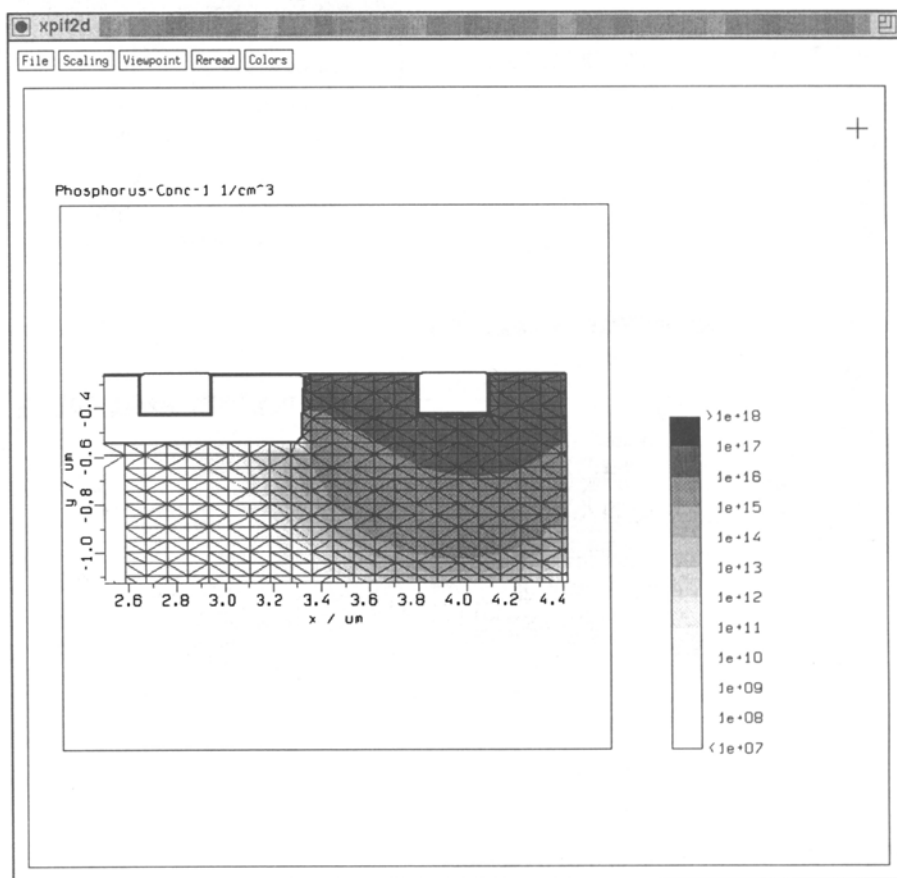 xpif2d
File Scaling Viewpoint Reread Colors
Phosphorus-Conc-1 1/cm^3
y / um
-0.4
-0.6
-0.8
-1.0
2.6 2.8 3.0 3.2 3.4 3.6 3.8 4.0 4.2 4.4
x / um
>1e+18
1e+17
1e+16
1e+15
1e+14
1e+13
1e+12
1e+11
1e+10
1e+09
1e+08
<1e+07